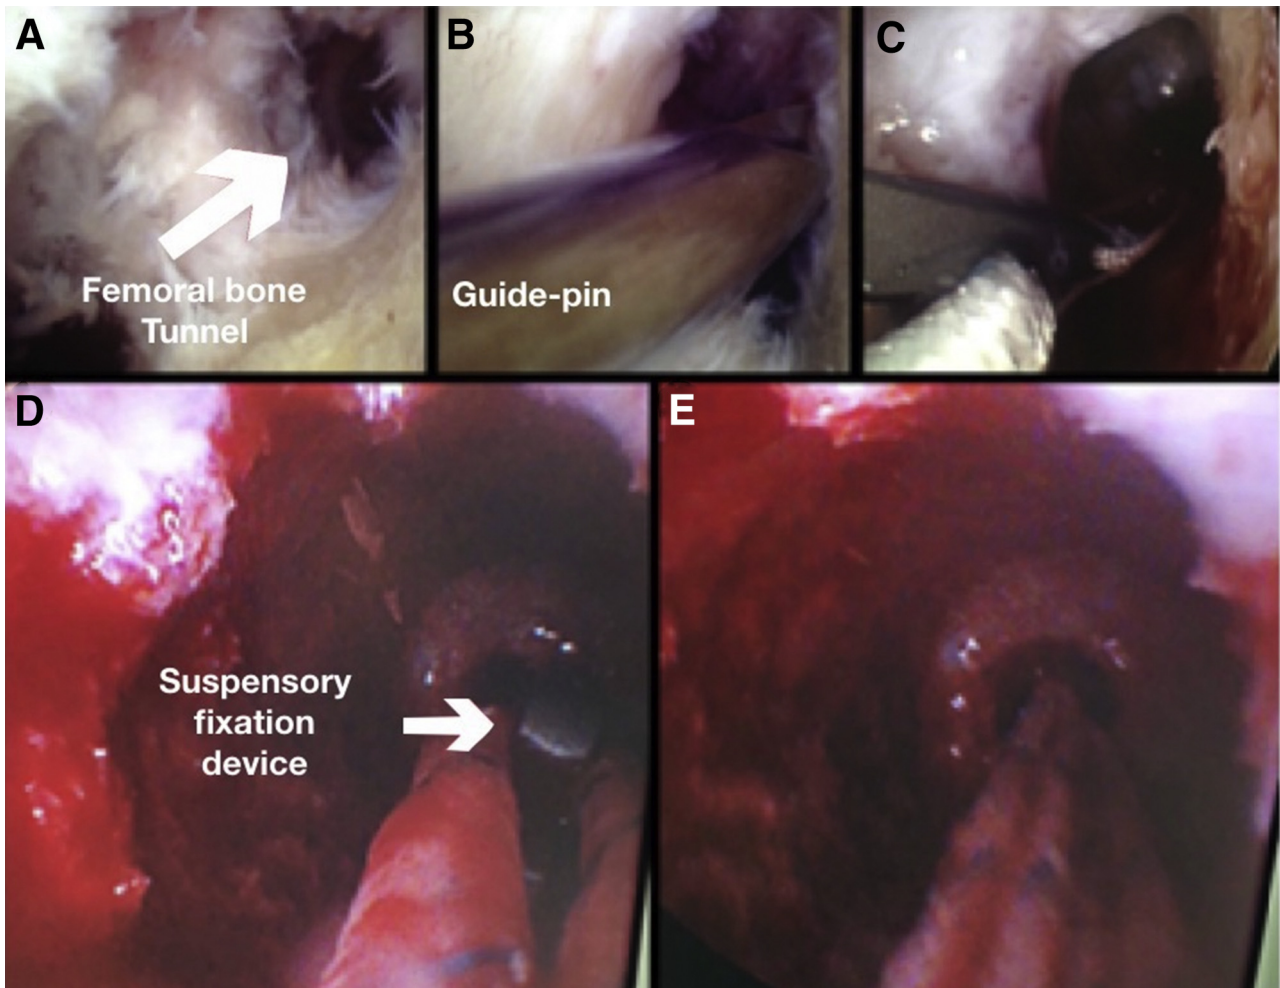 A
B
C
Femoral bone
Tunnel
Guide-pin
D
E
Suspensory
fixation
device